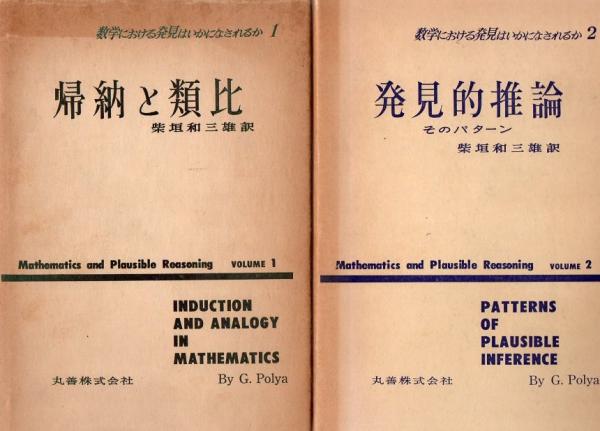 数学における発見はいかになされるか 1
帰納と類比
柴垣和三雄訳
Mathematics and Plausible Reasoning VOLUME 1
INDUCTION
AND ANALOGY
IN
MATHEMATICS
丸善株式会社 By G. Polya
数学における発見はいかになされるか 2
発見的推論
そのパターン
柴垣和三雄訳
Mathematics and Plausible Reasoning VOLUME 2
PATTERNS
OF
PLAUSIBLE
INFERENCE
丸善株式会社 By G. Polya